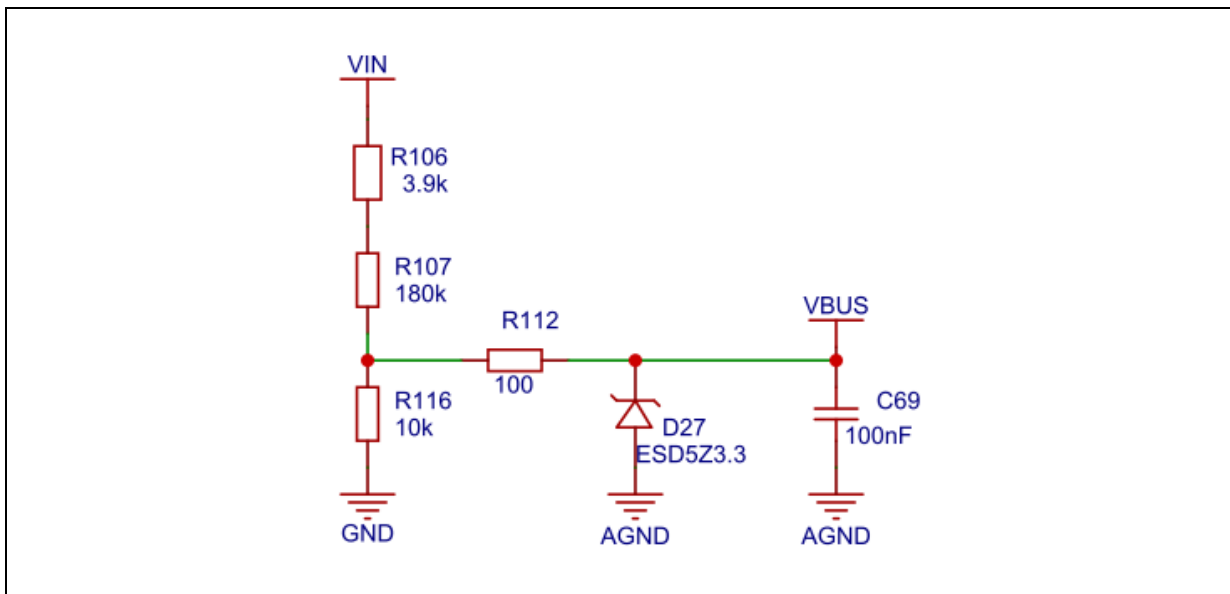 VIN
R106
3.9k
R107
180k
R112
100
VBUS
R116
10k
D27
ESD5Z3.3
C69
100nF
GND
AGND
AGND